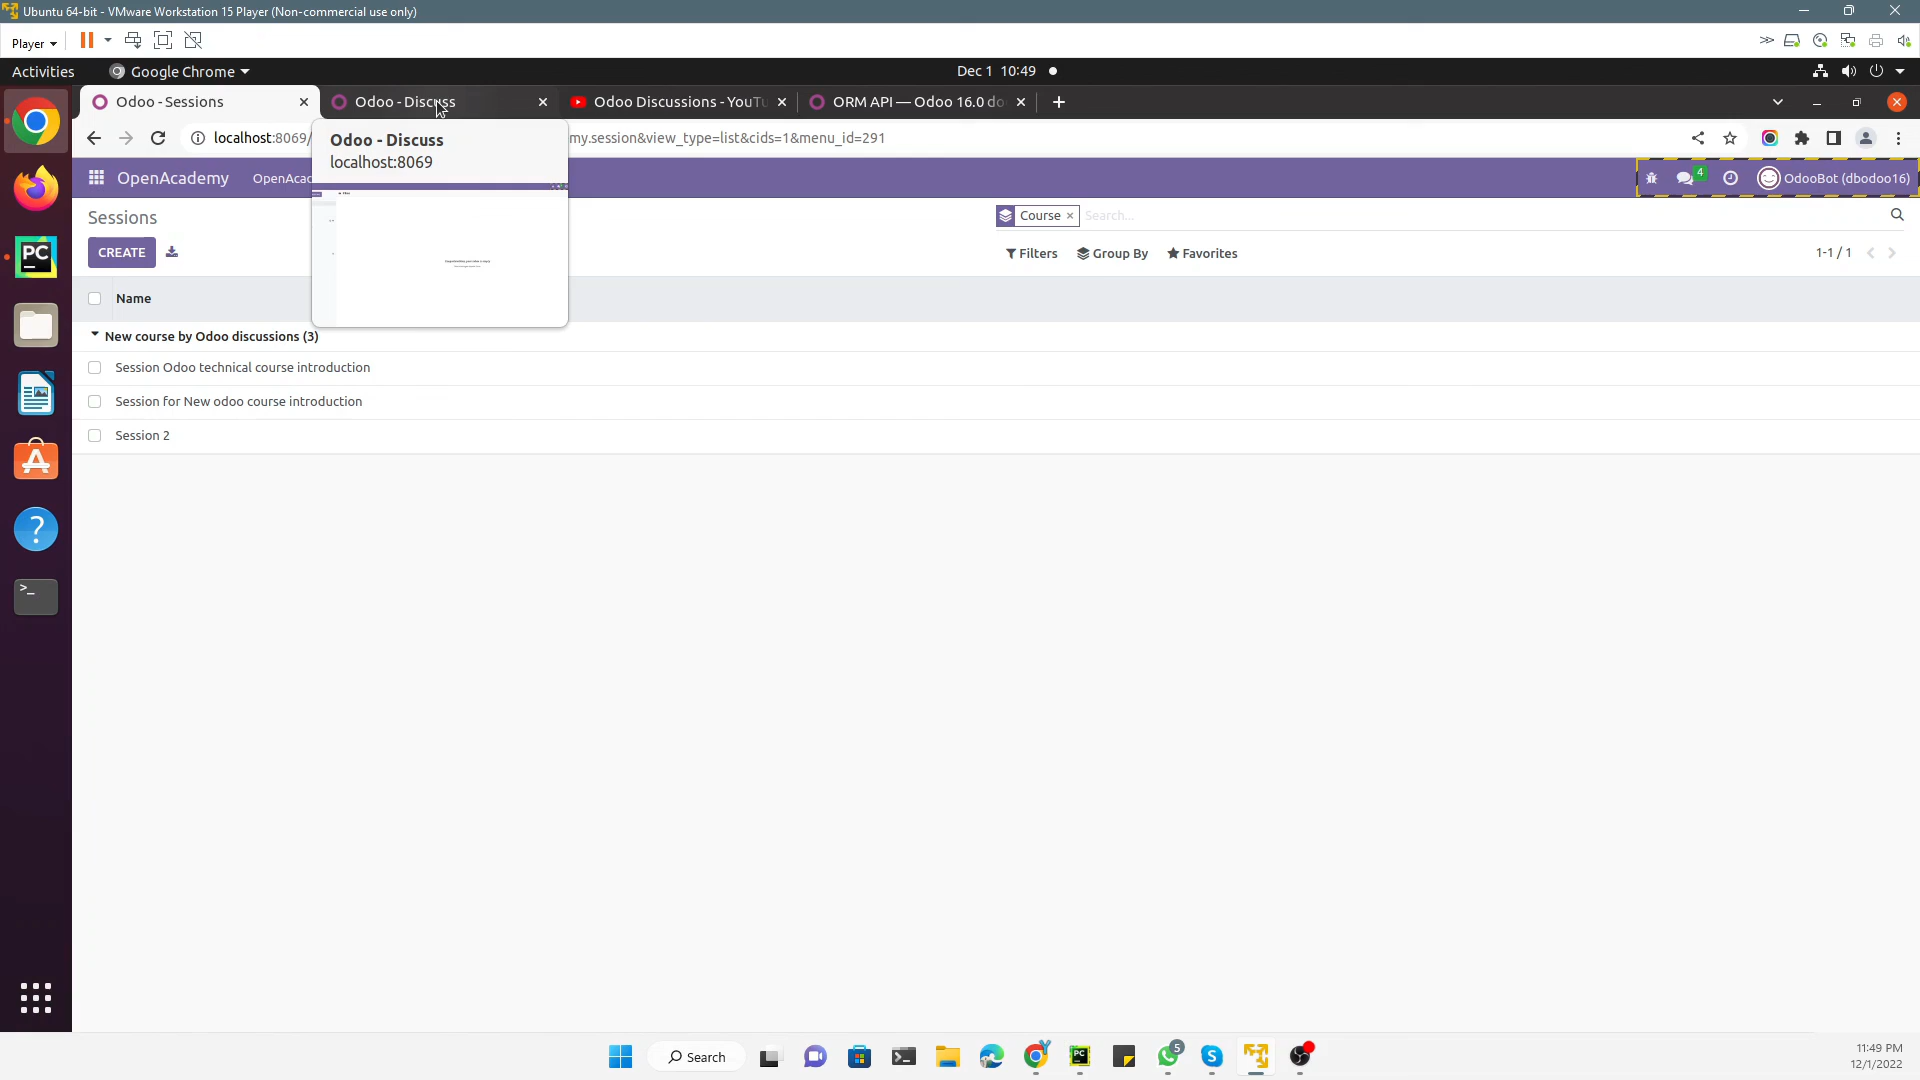 Ubuntu 64-bit - VMware Workstation 15 Player (Non-commercial use only)
Player
Activities
Google Chrome
Dec 1 10:49
Odoo - Sessions
Odoo - Discuss
Odoo Discussions - YouTu
ORM API — Odoo 16.0 do
localhost:8069/
my.session&view_type=list&cids=1&menu_id=291
Odoo - Discuss
localhost:8069
OpenAcademy
OpenAcad
4
OdooBot (dbodoo16)
Sessions
Course
Search...
CREATE
Filters
Group By
Favorites
1-1 / 1
Name
New course by Odoo discussions (3)
Session Odoo technical course introduction
Session for New odoo course introduction
Session 2
PC
Search
PC
5
11:49 PM
12/1/2022